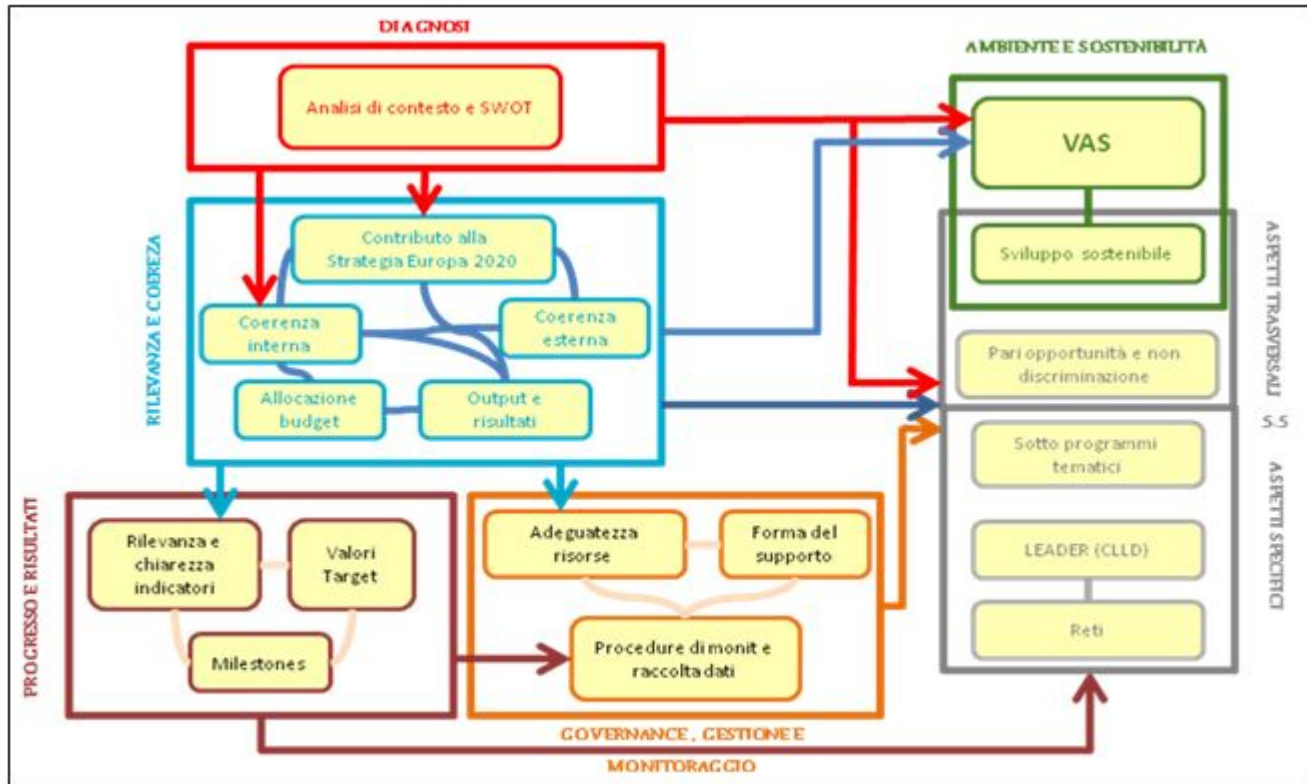 DIAGNOSI
Analisi di contesto e SWOT
AMBIENTE E SOSTENIBILITÀ
VAS
Sviluppo sostenibile
RILEVANZA E COEREZA
Contributo alla
Strategia Europa 2020
Coerenza
interna
Coerenza
esterna
Allocazione
budget
Output e
risultati
ASPETTI TRASVERSALI
Pari opportunità e non
discriminazione
5.5
ASPETTI SPECIFICI
Sotto programmi
tematici
LEADER (CLLD)
Reti
PROGRESSO E RISULTATI
Rilevanza e
chiarezza
indicatori
Valori
Target
Milestones
Adeguatezza
risorse
Forma del
supporto
Procedure di monit e
raccolta dati
GOVERNANCE , GESTIONE E
MONITORAGGIO